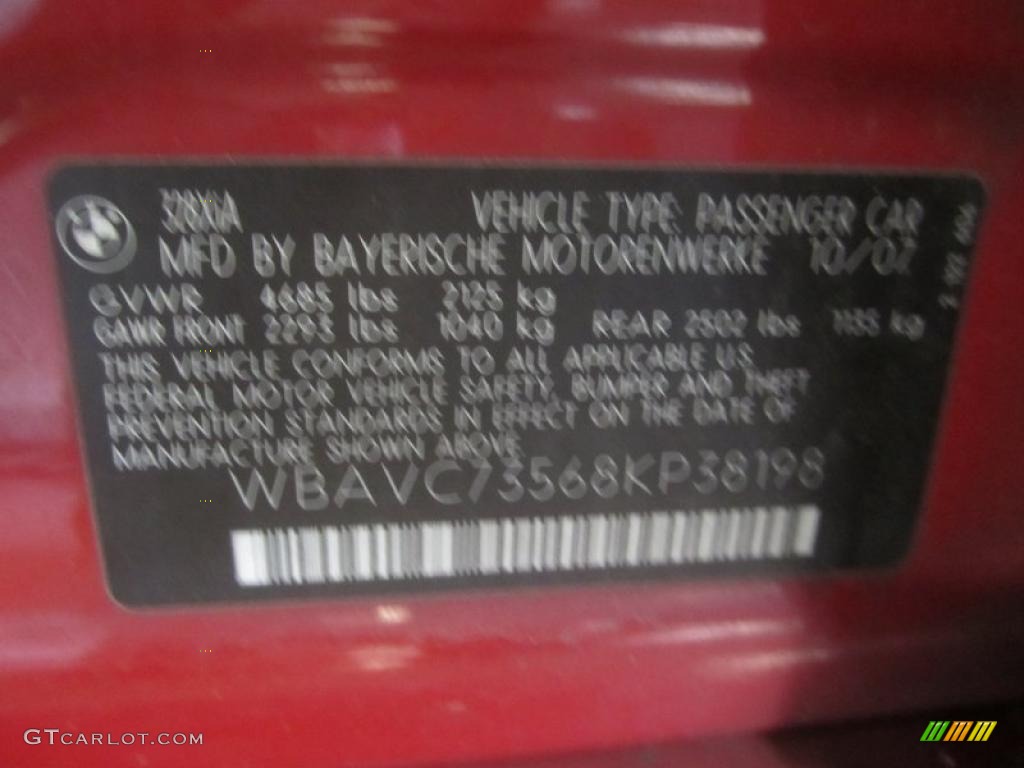 328XiA VEHICLE TYPE: PASSENGER CAR
MFD BY BAYERISCHE MOTORENWERKE 10/07
GVWR 4685 lbs 2125 kg
GAWR FRONT 2293 lbs 1040 kg REAR 2502 lbs 1135 kg
THIS VEHICLE CONFORMS TO ALL APPLICABLE U.S.
FEDERAL MOTOR VEHICLE SAFETY, BUMPER AND THEFT
PREVENTION STANDARDS IN EFFECT ON THE DATE OF
MANUFACTURE SHOWN ABOVE.
WBAVC73568KP38198
GTCARLOT.COM